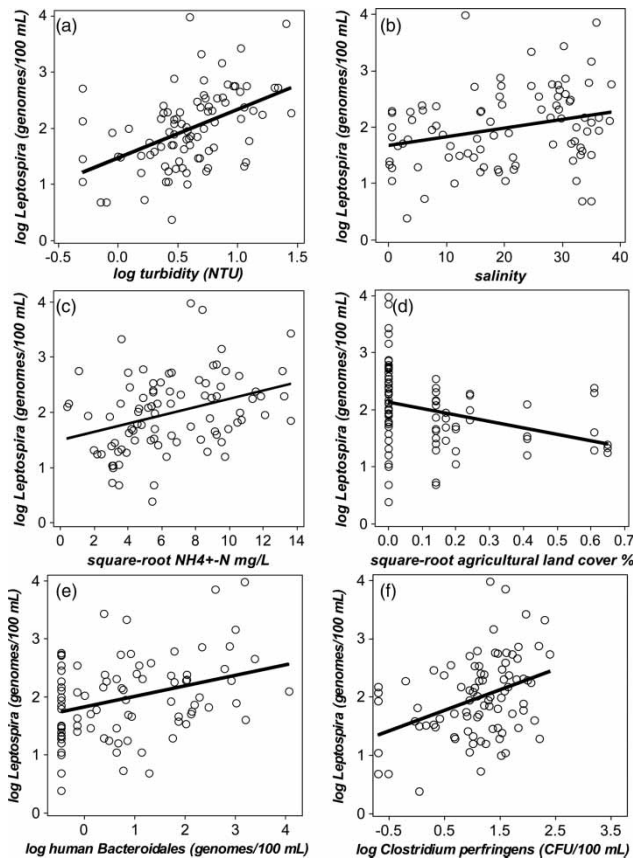 (a)
log Leptospira (genomes/100 mL)
4
3
2
1
0
-0.5 0.0 0.5 1.0 1.5
log turbidity (NTU)
(b)
log Leptospira (genomes/100 mL)
4
3
2
1
0
0 10 20 30 40
salinity
(c)
log Leptospira (genomes/100 mL)
4
3
2
1
0
0 2 4 6 8 10 12 14
square-root NH4+-N mg/L
(d)
log Leptospira (genomes/100 mL)
4
3
2
1
0
0.0 0.1 0.2 0.3 0.4 0.5 0.6 0.7
square-root agricultural land cover %
(e)
log Leptospira (genomes/100 mL)
4
3
2
1
0
0 1 2 3 4
log human Bacteroidales (genomes/100 mL)
(f)
log Leptospira (genomes/100 mL)
4
3
2
1
0
-0.5 0.5 1.5 2.5 3.5
log Clostridium perfringens (CFU/100 mL)